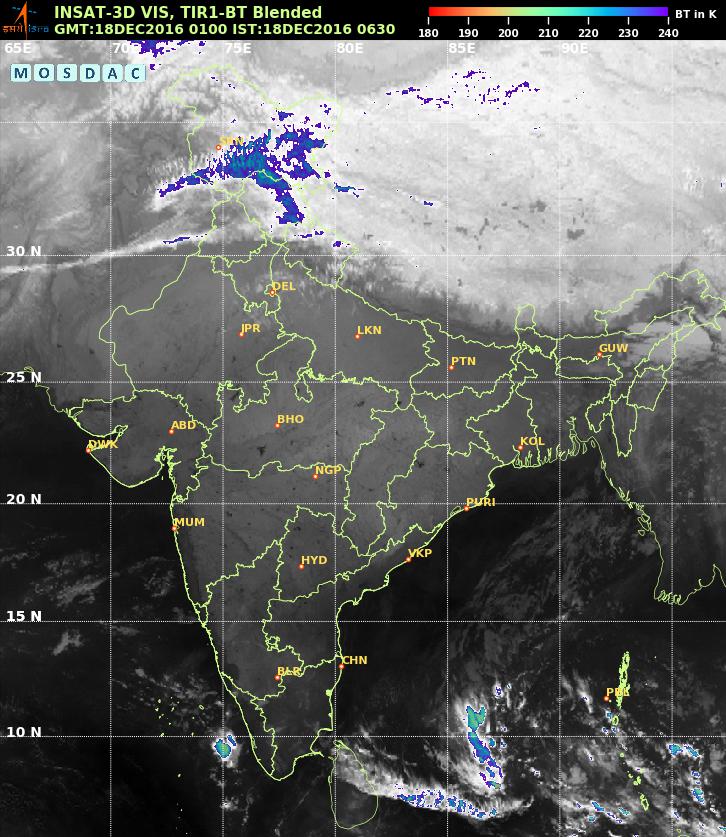 INSAT-3D VIS, TIR1-BT Blended
GMT:18DEC2016 0100 IST:18DEC2016 0630
BT in K
180 190 200 210 220 230 240
65E 70E 75E 80E 85E 90E
M O S D A C
SRN
30 N
DEL
JPR
LKN
GUW
PTN
25 N
ABD
BHO
DWK
KOL
NGP
20 N
PURI
MUM
VKP
HYD
15 N
CHN
BLR
PBL
10 N